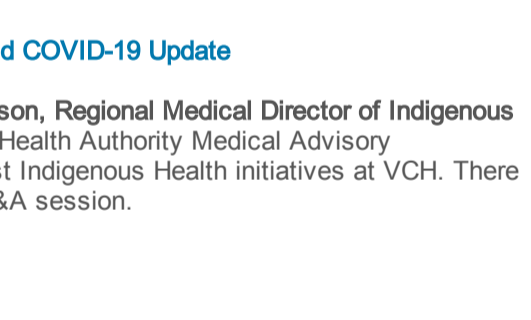 d COVID-19 Update
son, Regional Medical Director of Indigenous
Health Authority Medical Advisory
t Indigenous Health initiatives at VCH. There
&A session.